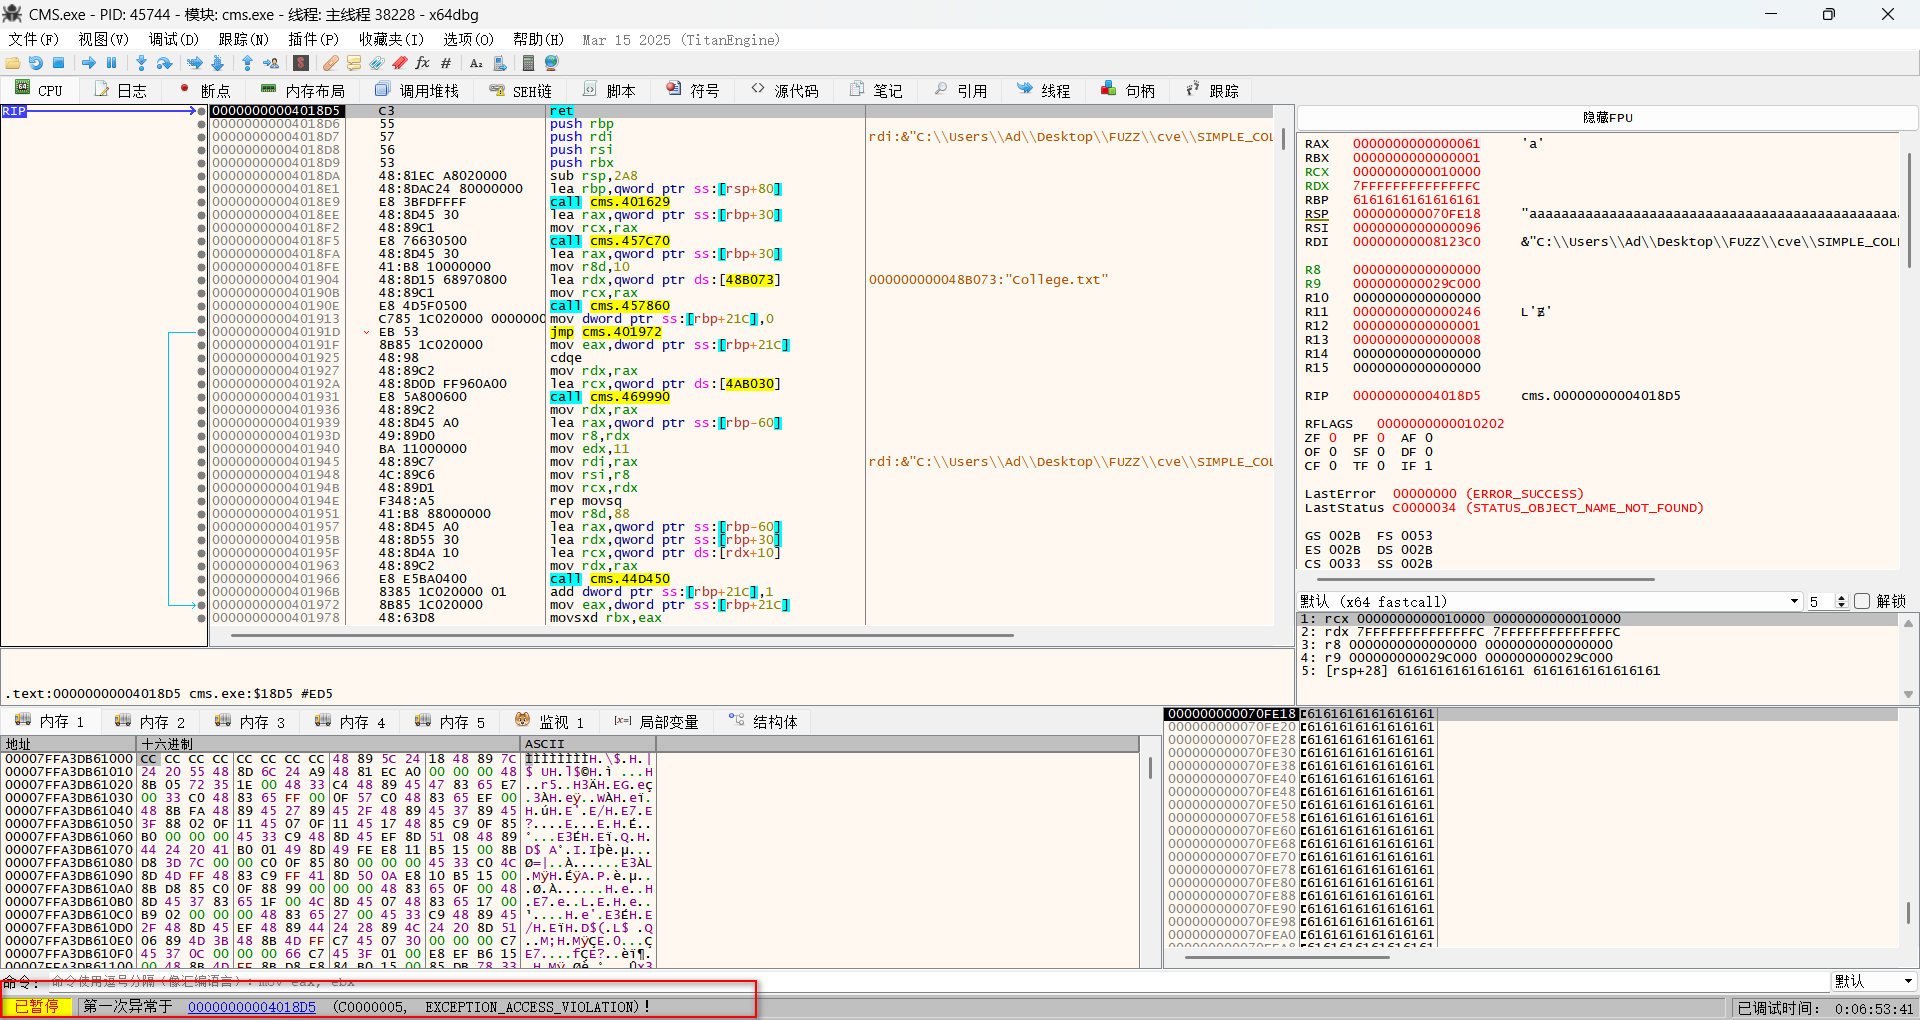 CMS.exe - PID: 45744 - 模块: cms.exe - 线程: 主线程 38228 - x64dbg
文件(F) 视图(V) 调试(D) 跟踪(N) 插件(P) 收藏夹(I) 选项(O) 帮助(H) Mar 15 2025 (TitanEngine)
CPU 日志 断点 内存布局 调用堆栈 SEH链 脚本 符号 源代码 笔记 引用 线程 句柄 跟踪
RIP
00000000004018D5 C3 ret
00000000004018D6 55 push rbp
00000000004018D7 57 push rdi rdi:&"C:\\Users\\Ad\\Desktop\\FUZZ\\cve\\SIMPLE_COL
00000000004018D8 56 push rsi
00000000004018D9 53 push rbx
00000000004018DA 48:81EC A8020000 sub rsp,2A8
00000000004018E1 48:8DAC24 80000000 lea rbp,qword ptr ss:[rsp+80]
00000000004018E9 E8 3BFDFFFF call cms.401629
00000000004018EE 48:8D45 30 lea rax,qword ptr ss:[rbp+30]
00000000004018F2 48:89C1 mov rcx,rax
00000000004018F5 E8 76630500 call cms.457C70
00000000004018FA 48:8D45 30 lea rax,qword ptr ss:[rbp+30]
00000000004018FE 41:B8 10000000 mov r8d,10
0000000000401904 48:8D15 68970800 lea rdx,qword ptr ds:[48B073] 000000000048B073:"College.txt"
000000000040190B 48:89C1 mov rcx,rax
000000000040190E E8 4D5F0500 call cms.457860
0000000000401913 C785 1C020000 0000000 mov dword ptr ss:[rbp+21C],0
000000000040191D EB 53 jmp cms.401972
000000000040191F 8B85 1C020000 mov eax,dword ptr ss:[rbp+21C]
0000000000401925 48:98 cdqe
0000000000401927 48:89C2 mov rdx,rax
000000000040192A 48:8D0D FF960A00 lea rcx,qword ptr ds:[4AB030]
0000000000401931 E8 5A800600 call cms.469990
0000000000401936 48:89C2 mov rdx,rax
0000000000401939 48:8D45 A0 lea rax,qword ptr ss:[rbp-60]
000000000040193D 49:89D0 mov r8,rdx
0000000000401940 BA 11000000 mov edx,11
0000000000401945 48:89C7 mov rdi,rax rdi:&"C:\\Users\\Ad\\Desktop\\FUZZ\\cve\\SIMPLE_COL
0000000000401948 4C:89C6 mov rsi,r8
000000000040194B 48:89D1 mov rcx,rdx
000000000040194E F348:A5 rep movsq
0000000000401951 41:B8 88000000 mov r8d,88
0000000000401957 48:8D45 A0 lea rax,qword ptr ss:[rbp-60]
000000000040195B 48:8D55 30 lea rdx,qword ptr ss:[rbp+30]
000000000040195F 48:8D4A 10 lea rcx,qword ptr ds:[rdx+10]
0000000000401963 48:89C2 mov rdx,rax
0000000000401966 E8 E5BA0400 call cms.44D450
000000000040196B 8385 1C020000 01 add dword ptr ss:[rbp+21C],1
0000000000401972 8B85 1C020000 mov eax,dword ptr ss:[rbp+21C]
0000000000401978 48:63D8 movsxd rbx,eax
.text:00000000004018D5 cms.exe:$18D5 #ED5
隐藏FPU
RAX 0000000000000061 'a'
RBX 0000000000000001
RCX 0000000000010000
RDX 7FFFFFFFFFFFFFFC
RBP 6161616161616161
RSP 000000000070FE18 "aaaaaaaaaaaaaaaaaaaaaaaaaaaaaaaaaaaaaaaaaaaaaaa
RSI 0000000000000096
RDI 00000000008123C0 &"C:\\Users\\Ad\\Desktop\\FUZZ\\cve\\SIMPLE_COLI
R8 0000000000000000
R9 000000000029C000
R10 0000000000000000
R11 0000000000000246
R12 0000000000000001
R13 0000000000000008
R14 0000000000000000
R15 0000000000000000
RIP 00000000004018D5 cms.00000000004018D5
RFLAGS 0000000000010202
ZF 0 PF 0 AF 0
OF 0 SF 0 DF 0
CF 0 TF 0 IF 1
LastError 00000000 (ERROR_SUCCESS)
LastStatus C0000034 (STATUS_OBJECT_NAME_NOT_FOUND)
GS 002B FS 0053
ES 002B DS 002B
CS 0033 SS 002B
默认 (x64 fastcall) 5 解锁
1: rcx 0000000000010000 0000000000010000
2: rdx 7FFFFFFFFFFFFFFC 7FFFFFFFFFFFFFFC
3: r8 0000000000000000 0000000000000000
4: r9 000000000029C000 000000000029C000
5: [rsp+28] 6161616161616161 6161616161616161
内存 1 内存 2 内存 3 内存 4 内存 5 监视 1 局部变量 结构体
地址 十六进制 ASCII
00007FFA3DB61000 CC CC CC CC CC CC CC CC 48 89 5C 24 18 48 89 7C
00007FFA3DB61010 24 20 55 48 8D 6C 24 A9 48 81 EC A0 00 00 00 48
00007FFA3DB61020 8B 05 72 35 1E 00 48 33 C4 48 89 45 47 83 65 E7
00007FFA3DB61030 00 33 C0 48 83 65 FF 00 0F 57 C0 48 83 65 EF 00
00007FFA3DB61040 48 8B FA 48 89 45 27 89 45 2F 48 89 45 37 89 45
00007FFA3DB61050 3F 88 02 0F 11 45 07 0F 11 45 17 48 85 C9 0F 85
00007FFA3DB61060 B0 00 00 00 45 33 C9 48 8D 45 EF 8D 51 08 48 89
00007FFA3DB61070 44 24 20 41 B0 01 49 8D 49 FE E8 11 B5 15 00 8B
00007FFA3DB61080 D8 3D 7C 00 00 C0 0F 85 80 00 00 00 45 33 C0 4C
00007FFA3DB61090 8D 4D FF 48 83 C9 FF 41 8D 50 0A E8 10 B5 15 00
00007FFA3DB610A0 8B D8 85 C0 0F 88 99 00 00 00 48 83 65 0F 00 48
00007FFA3DB610B0 8D 45 37 83 65 1F 00 4C 8D 45 07 48 83 65 17 00
00007FFA3DB610C0 B9 02 00 00 00 48 83 65 27 00 45 33 C9 48 89 45
00007FFA3DB610D0 2F 48 8D 45 EF 48 89 44 24 28 89 4C 24 20 8D 51
00007FFA3DB610E0 06 89 4D 3B 48 8B 4D FF C7 45 07 30 00 00 00 C7
00007FFA3DB610F0 45 37 0C 00 00 00 66 C7 45 3F 01 00 E8 EF B6 15
000000000070FE18 6161616161616161
000000000070FE20 6161616161616161
000000000070FE28 6161616161616161
000000000070FE30 6161616161616161
000000000070FE38 6161616161616161
000000000070FE40 6161616161616161
000000000070FE48 6161616161616161
000000000070FE50 6161616161616161
000000000070FE58 6161616161616161
000000000070FE60 6161616161616161
000000000070FE68 6161616161616161
000000000070FE70 6161616161616161
000000000070FE78 6161616161616161
000000000070FE80 6161616161616161
000000000070FE88 6161616161616161
000000000070FE90 6161616161616161
000000000070FE98 6161616161616161
000000000070FEA0 6161616161616161
命令: 命令使用逗号分隔（像汇编语言）: mov eax, ebx 默认
已暂停 第一次异常于 00000000004018D5 (C0000005, EXCEPTION_ACCESS_VIOLATION)! 已调试时间: 0:06:53:41